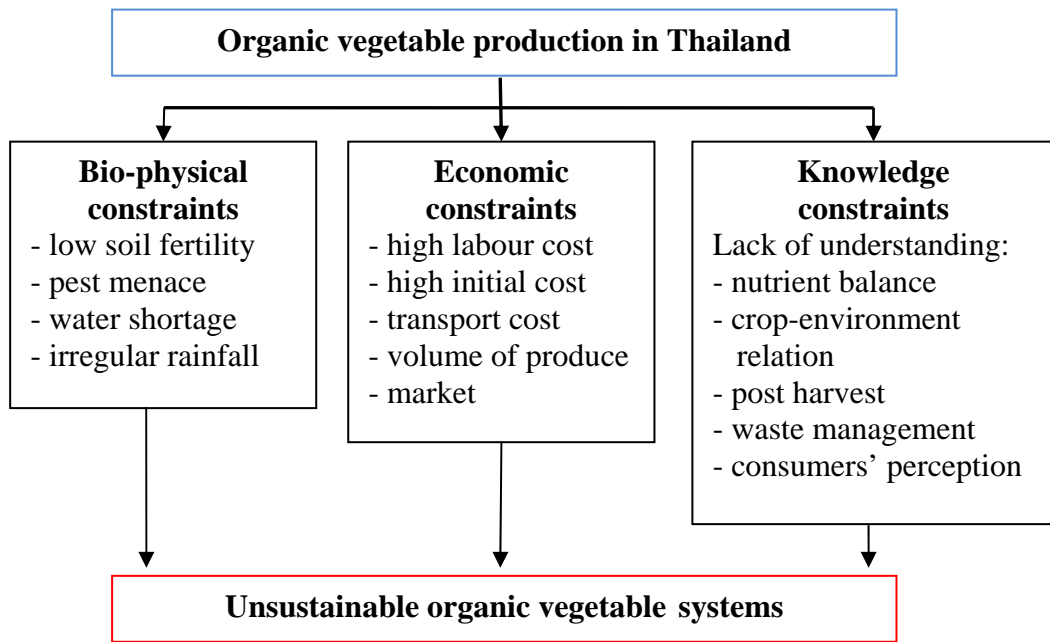 Organic vegetable production in Thailand
Bio-physical
constraints
- low soil fertility
- pest menace
- water shortage
- irregular rainfall
Economic
constraints
- high labour cost
- high initial cost
- transport cost
- volume of produce
- market
Knowledge
constraints
Lack of understanding:
- nutrient balance
- crop-environment
relation
- post harvest
- waste management
- consumers’ perception
Unsustainable organic vegetable systems